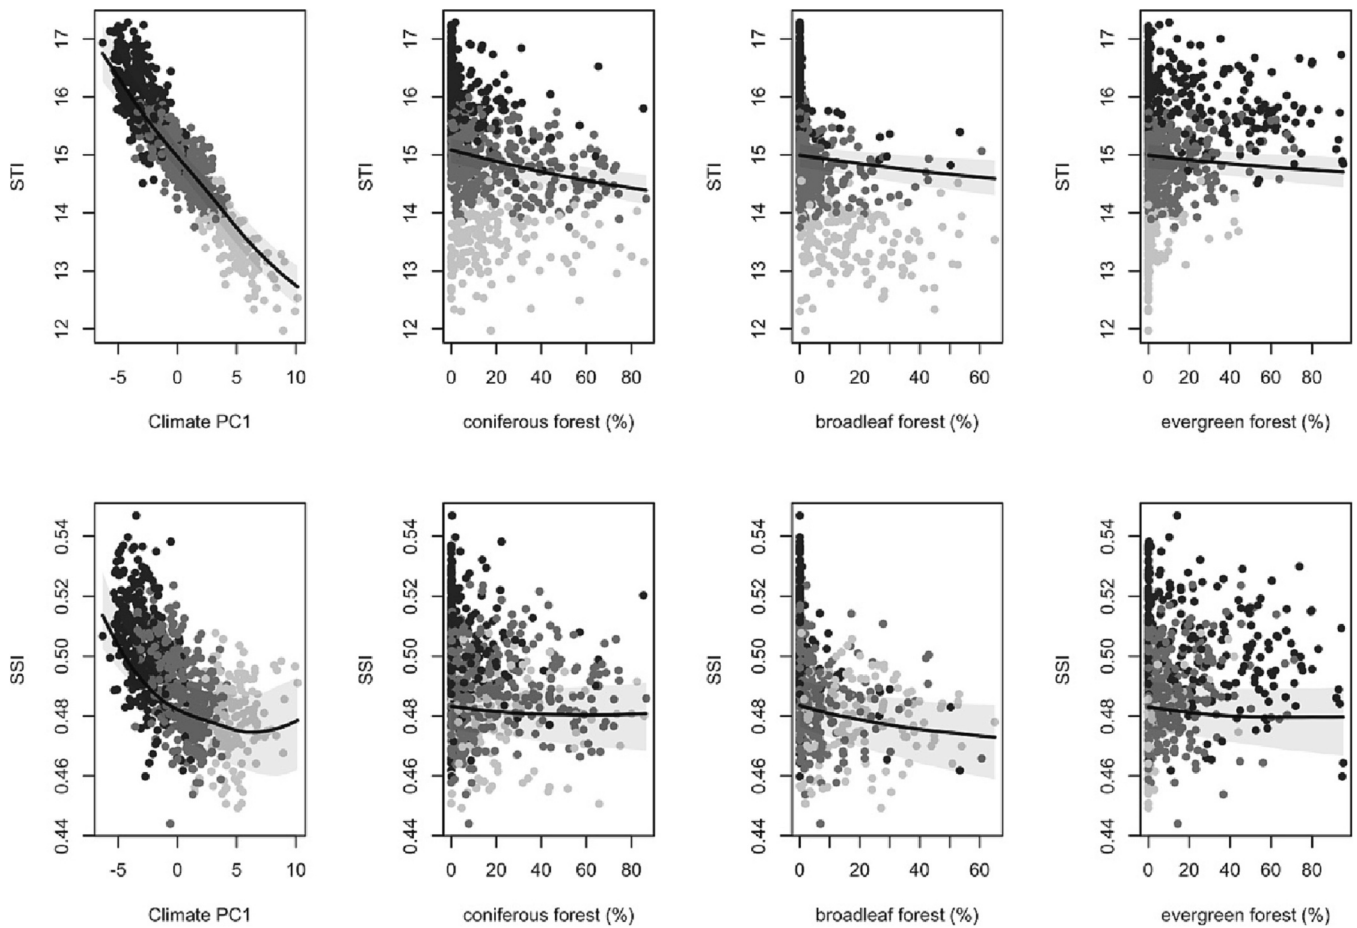 STI
17
16
15
14
13
12
-5 0 5 10
Climate PC1
STI
17
16
15
14
13
12
0 20 40 60 80
coniferous forest (%)
STI
17
16
15
14
13
12
0 20 40 60
broadleaf forest (%)
STI
17
16
15
14
13
12
0 20 40 60 80
evergreen forest (%)
SSI
0.54
0.52
0.50
0.48
0.46
0.44
-5 0 5 10
Climate PC1
SSI
0.54
0.52
0.50
0.48
0.46
0.44
0 20 40 60 80
coniferous forest (%)
SSI
0.54
0.52
0.50
0.48
0.46
0.44
0 20 40 60
broadleaf forest (%)
SSI
0.54
0.52
0.50
0.48
0.46
0.44
0 20 40 60 80
evergreen forest (%)